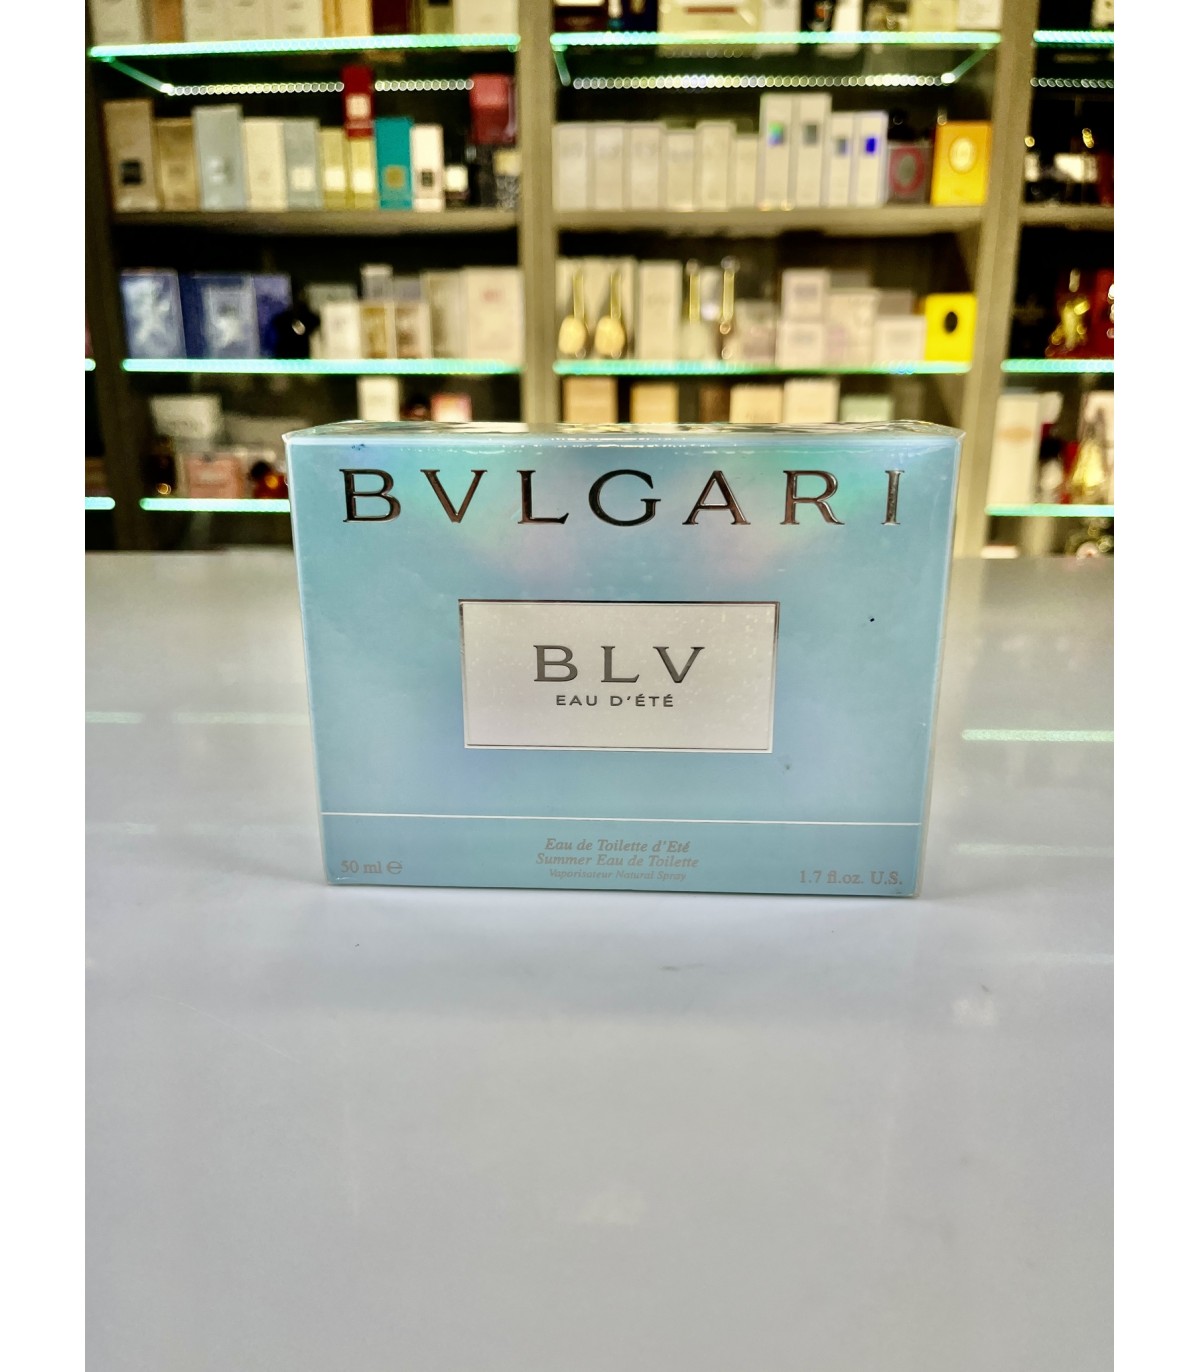 BVLGARI
BLV
EAU D'ÉTÉ
Eau de Toilette d'Eté
Summer Eau de Toilette
Vaporisateur Natural Spray
50 ml ℮
1.7 fl.oz. U.S.